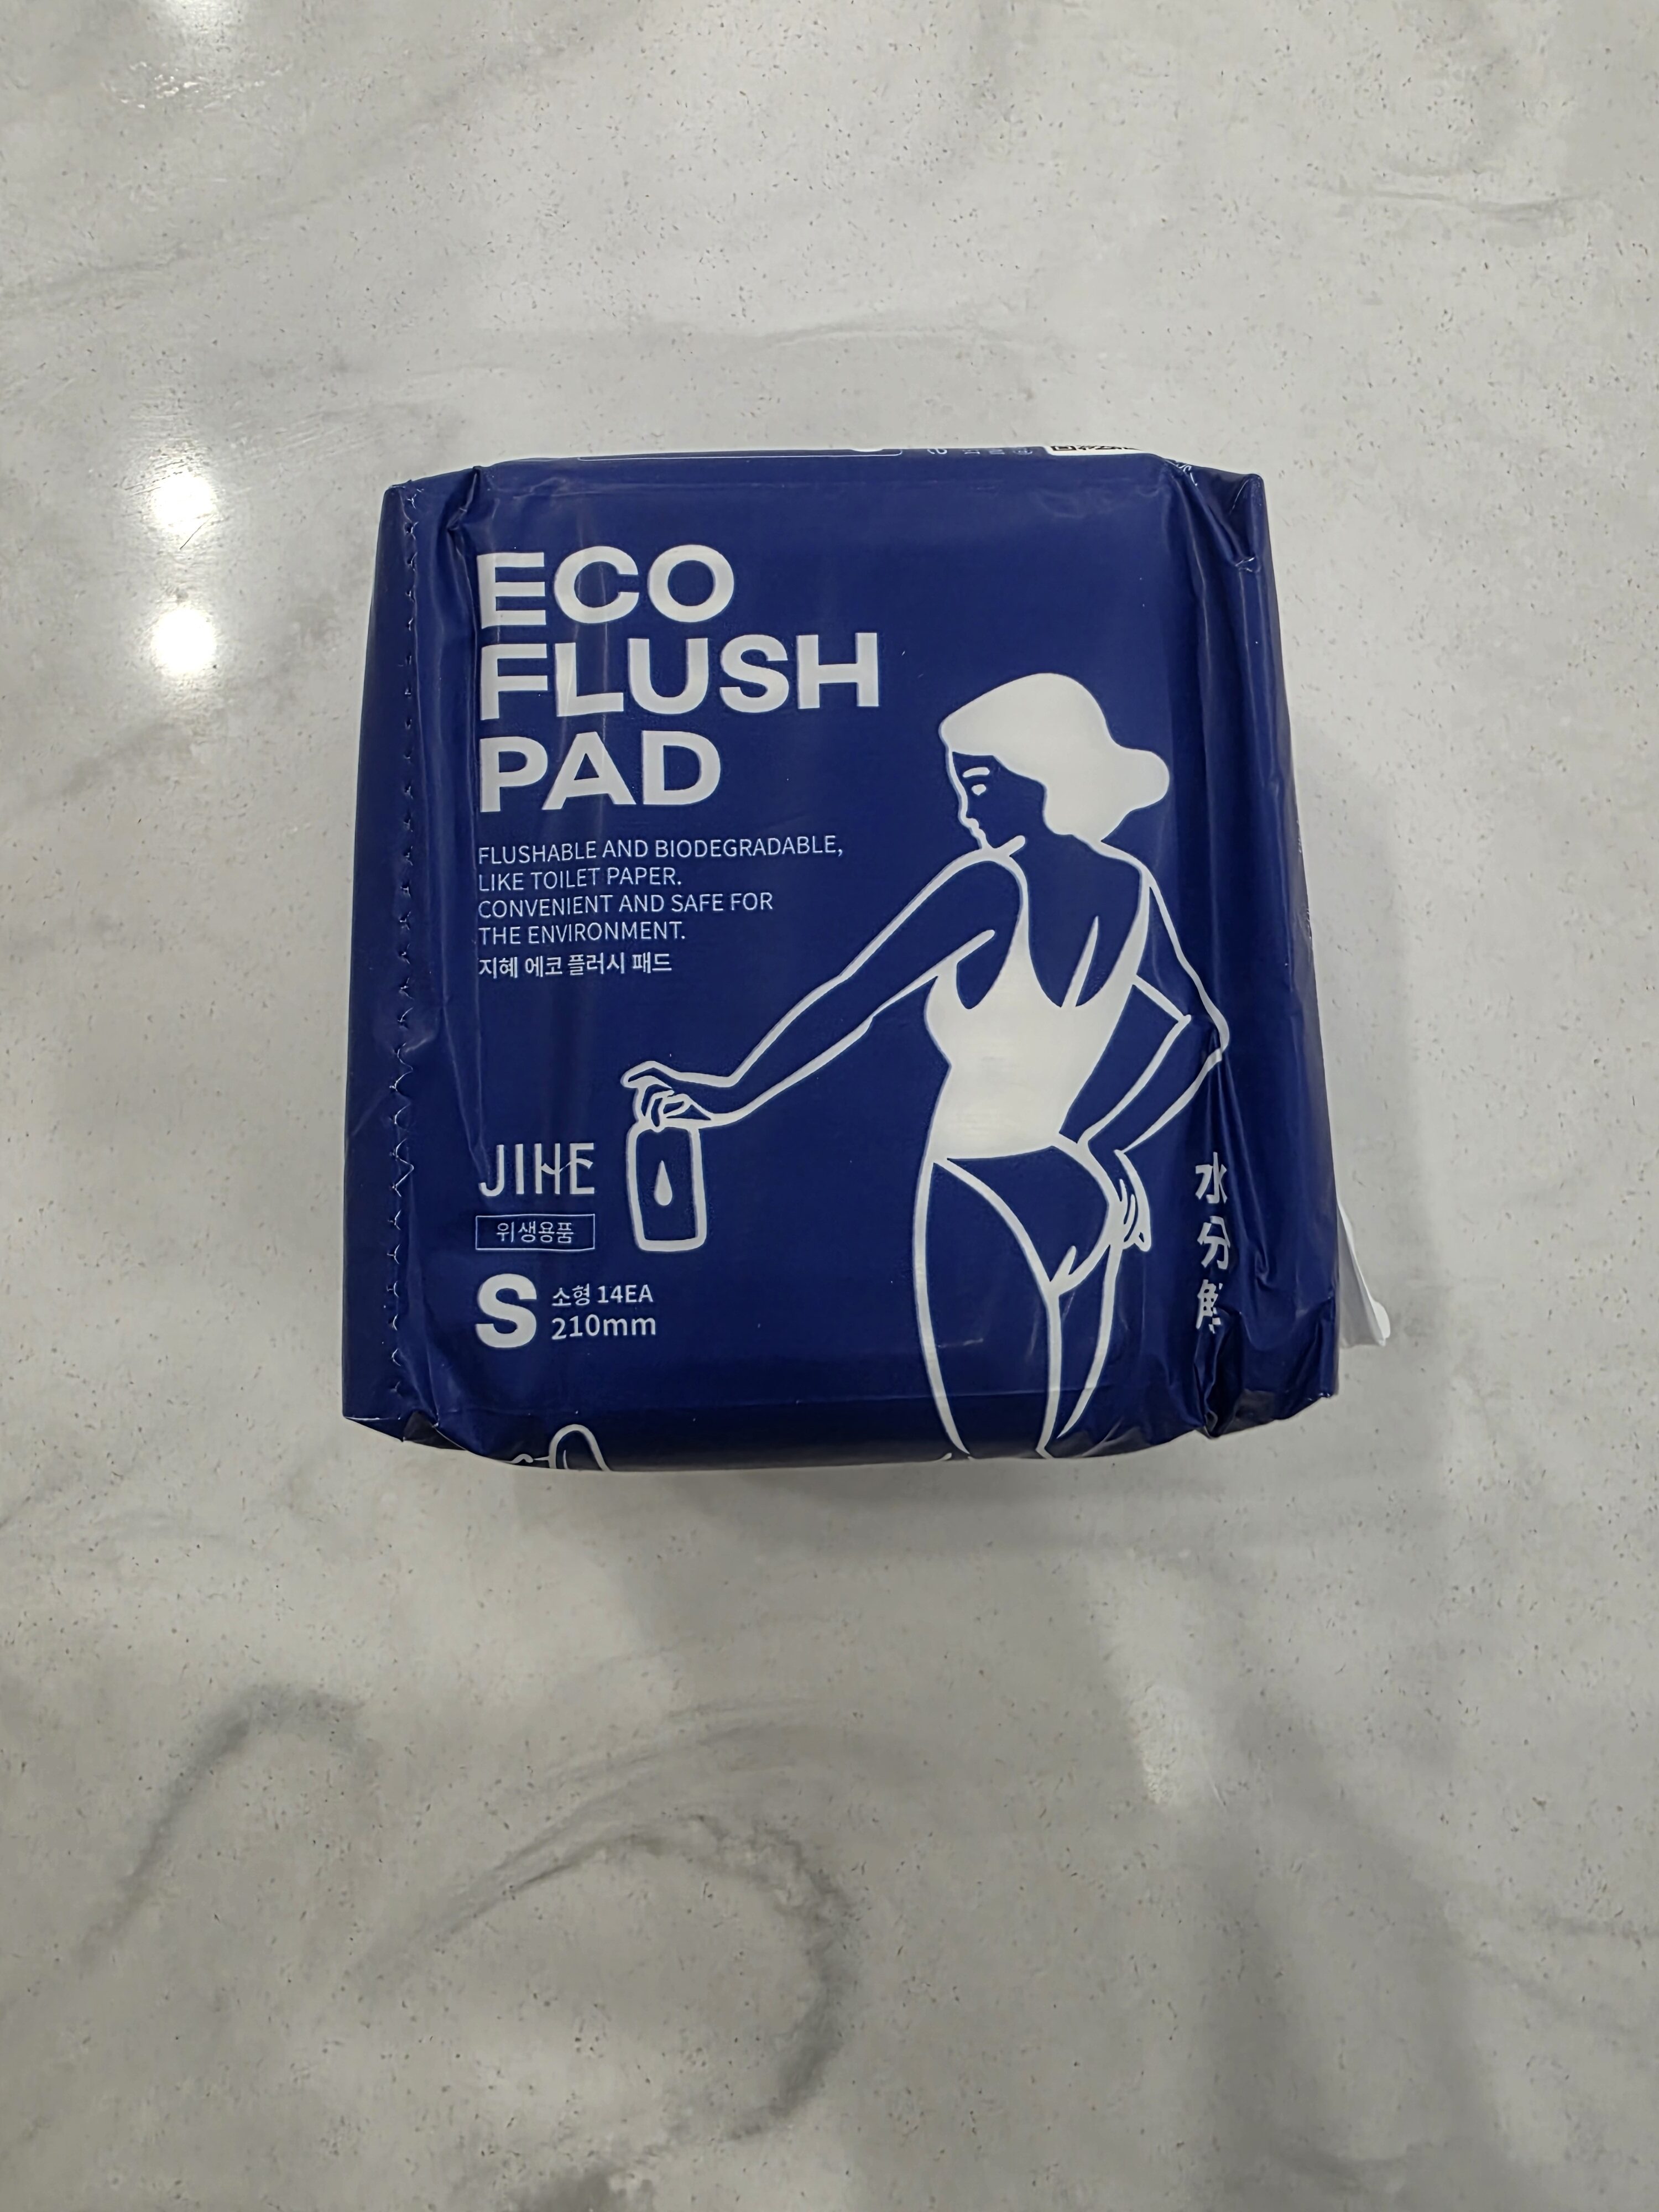 ECO
FLUSH
PAD
FLUSHABLE AND BIODEGRADABLE,
LIKE TOILET PAPER.
CONVENIENT AND SAFE FOR
THE ENVIRONMENT.
지혜 에코 플러시 패드
JIHE
위생용품
S
소형 14EA
210mm
水分解